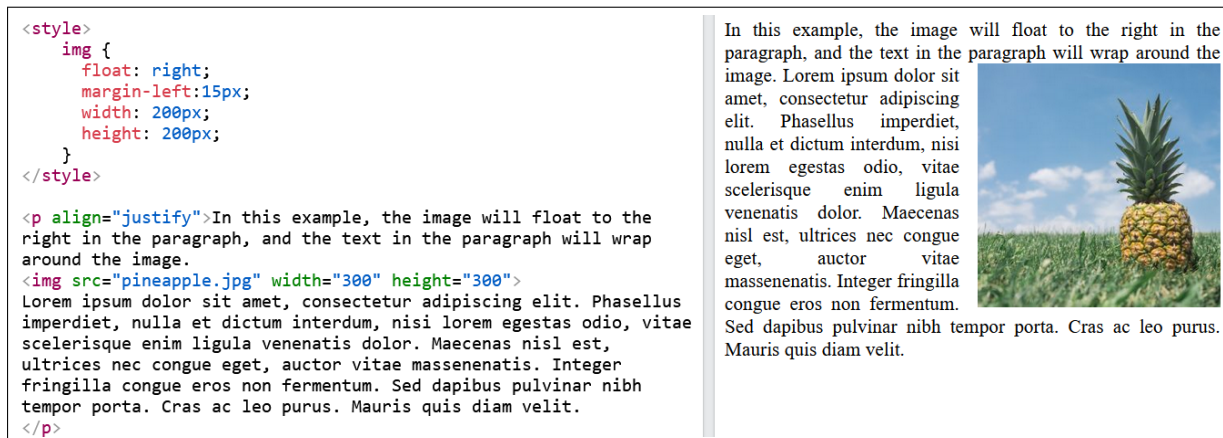 <style>
img {
float: right;
margin-left:15px;
width: 200px;
height: 200px;
}
</style>
<p align="justify">In this example, the image will float to the
right in the paragraph, and the text in the paragraph will wrap
around the image.
<img src="pineapple.jpg" width="300" height="300">
Lorem ipsum dolor sit amet, consectetur adipiscing elit. Phasellus
imperdiet, nulla et dictum interdum, nisi lorem egestas odio, vitae
scelerisque enim ligula venenatis dolor. Maecenas nisl est,
ultrices nec congue eget, auctor vitae massenenatis. Integer
fringilla congue eros non fermentum. Sed dapibus pulvinar nibh
tempor porta. Cras ac leo purus. Mauris quis diam velit.
</p>
In this example, the image will float to the right in the
paragraph, and the text in the paragraph will wrap around the
image. Lorem ipsum dolor sit
amet, consectetur adipiscing
elit. Phasellus imperdiet,
nulla et dictum interdum, nisi
lorem egestas odio, vitae
scelerisque enim ligula
venenatis dolor. Maecenas
nisl est, ultrices nec congue
eget, auctor vitae
massenenatis. Integer fringilla
congue eros non fermentum.
Sed dapibus pulvinar nibh tempor porta. Cras ac leo purus.
Mauris quis diam velit.